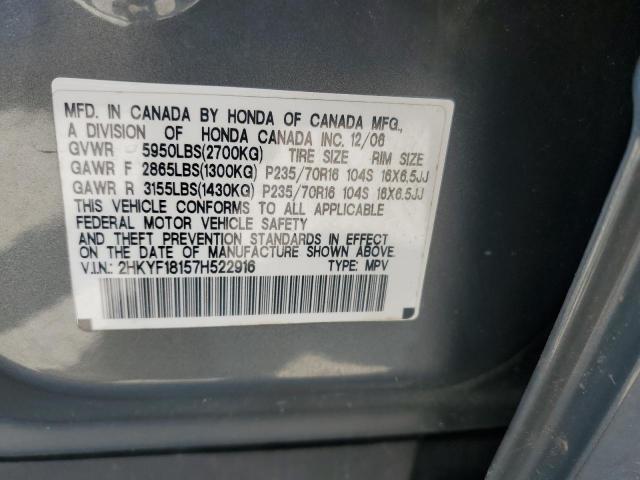 MFD. IN CANADA BY HONDA OF CANADA MFG.,
A DIVISION OF HONDA CANADA INC. 12/06
GVWR 5950LBS(2700KG) TIRE SIZE RIM SIZE
GAWR F 2865LBS(1300KG) P235/70R16 104S 16X6.5JJ
GAWR R 3155LBS(1430KG) P235/70R16 104S 16X6.5JJ
THIS VEHICLE CONFORMS TO ALL APPLICABLE
FEDERAL MOTOR VEHICLE SAFETY
AND THEFT PREVENTION STANDARDS IN EFFECT
ON THE DATE OF MANUFACTURE SHOWN ABOVE.
V.I.N.: 2HKYF18157H522916 TYPE: MPV